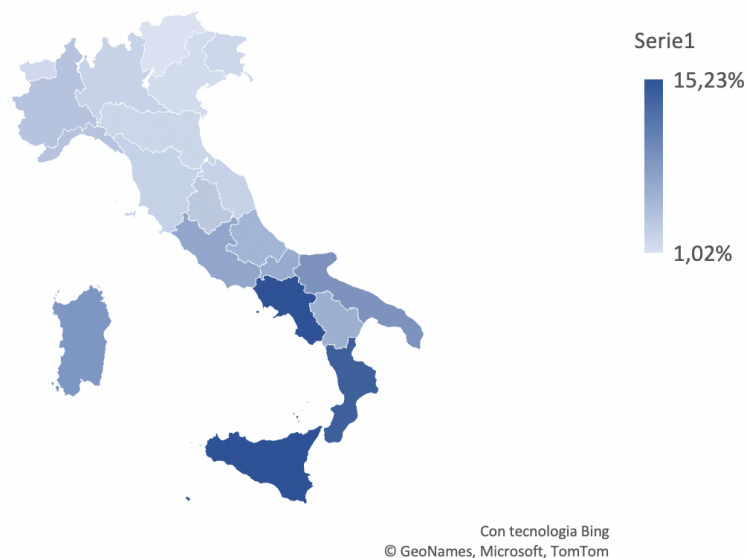 Serie1
15,23%
1,02%
Con tecnologia Bing
© GeoNames, Microsoft, TomTom